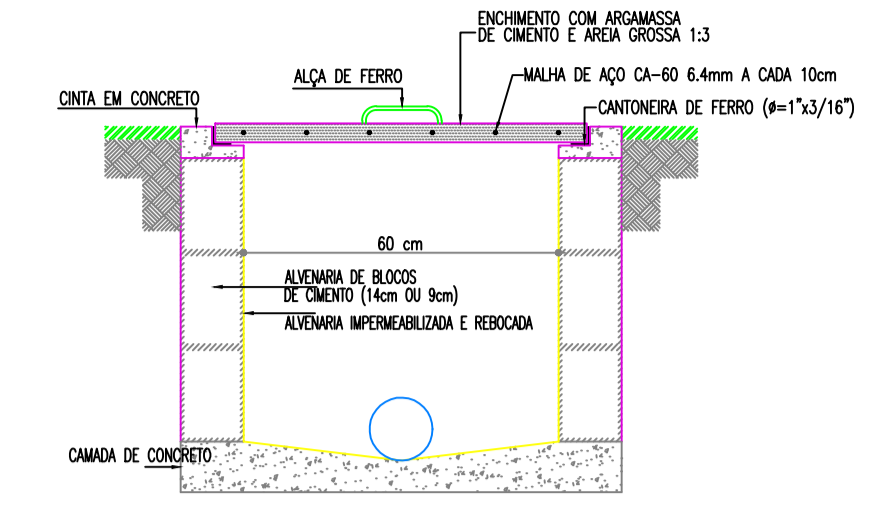 ENCHIMENTO COM ARGAMASSA
DE CIMENTO E AREIA GROSSA 1:3
ALÇA DE FERRO
MALHA DE AÇO CA-60 6.4mm A CADA 10cm
CINTA EM CONCRETO
CANTONEIRA DE FERRO (ø=1"x3/16")
60 cm
ALVENARIA DE BLOCOS
DE CIMENTO (14cm OU 9cm)
ALVENARIA IMPERMEABILIZADA E REBOCADA
CAMADA DE CONCRETO